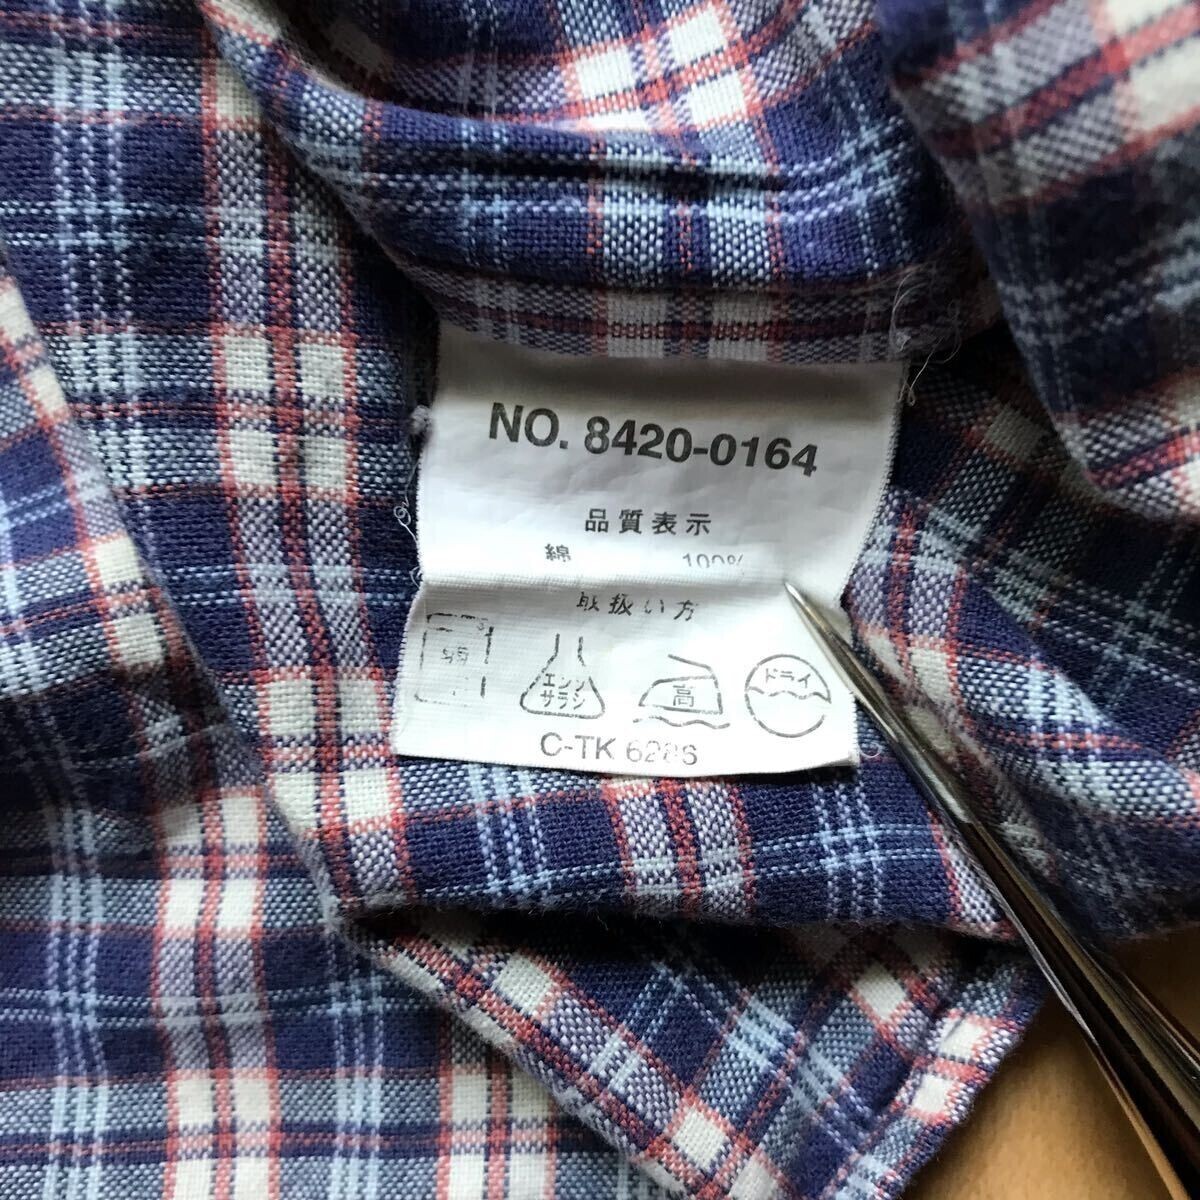 NO. 8420-0164
品質表示
綿 100%
取扱い方
エンソ
サラシ
高
ドライ
C-TK 6286